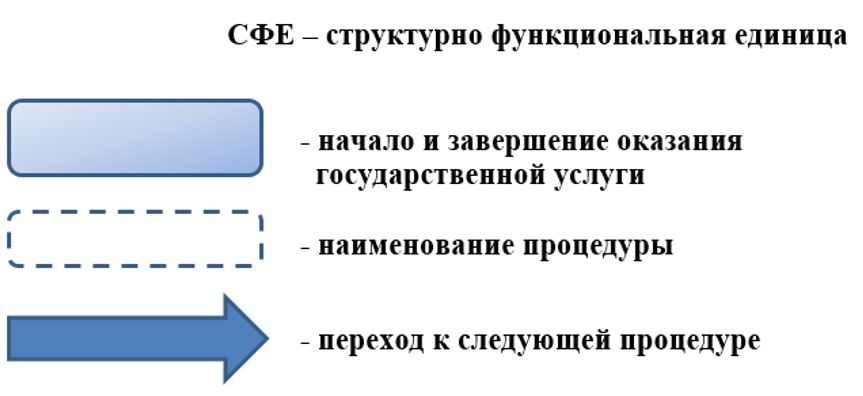 СФЕ – структурно функциональная единица
- начало и завершение оказания
государственной услуги
- наименование процедуры
- переход к следующей процедуре